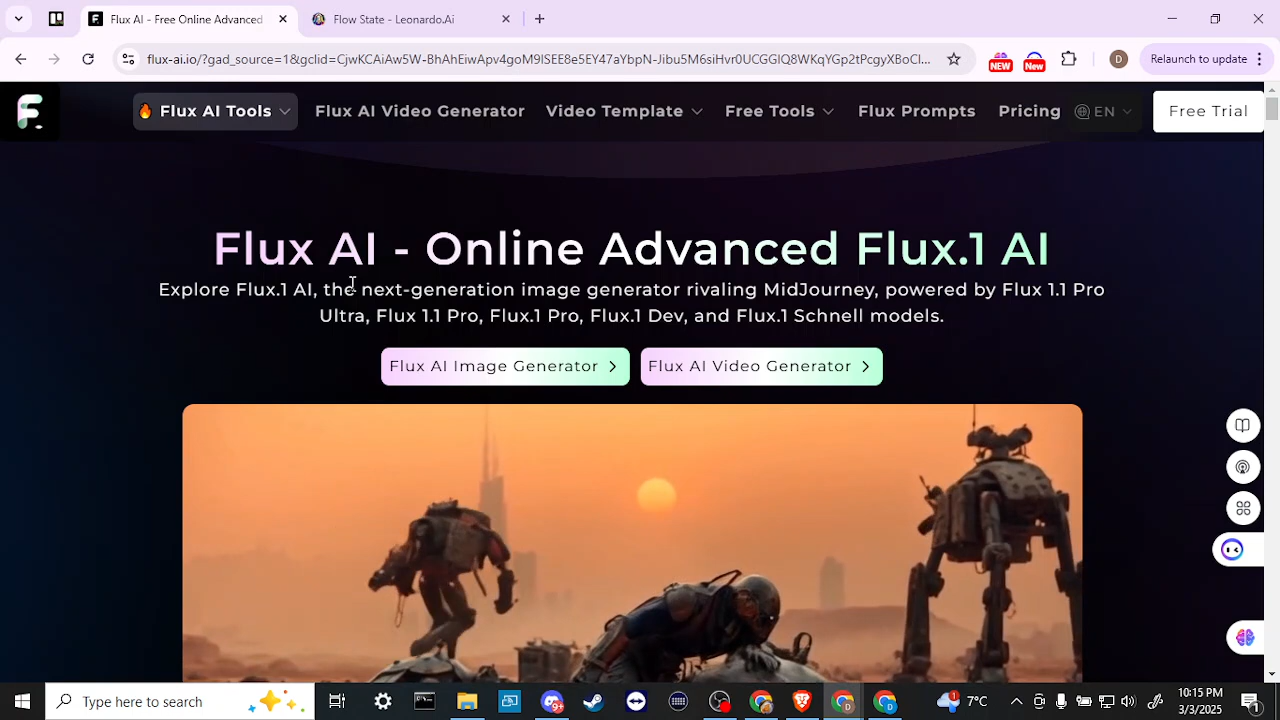 Flux AI - Free Online Advanced
Flow State - Leonardo.Ai
flux-ai.io/?gad_source=1&gclid=CjwKCAiAw5W-BhAhEiwApv4goM9ISEEDe5EY47aYbpN-Jibu5M6siHvr0UCGGlQ8WKqYGp2tPcgyXBoCl...
NEW
New
D
Relaunch to update
F.
🔥 Flux AI Tools
Flux AI Video Generator
Video Template
Free Tools
Flux Prompts
Pricing
EN
Free Trial
Flux AI - Online Advanced Flux.1 AI
Explore Flux.1 AI, the next-generation image generator rivaling MidJourney, powered by Flux 1.1 Pro
Ultra, Flux 1.1 Pro, Flux.1 Pro, Flux.1 Dev, and Flux.1 Schnell models.
Flux AI Image Generator
Flux AI Video Generator
Type here to search
9+
1
77°C
10:15:53 PM
3/3/2025